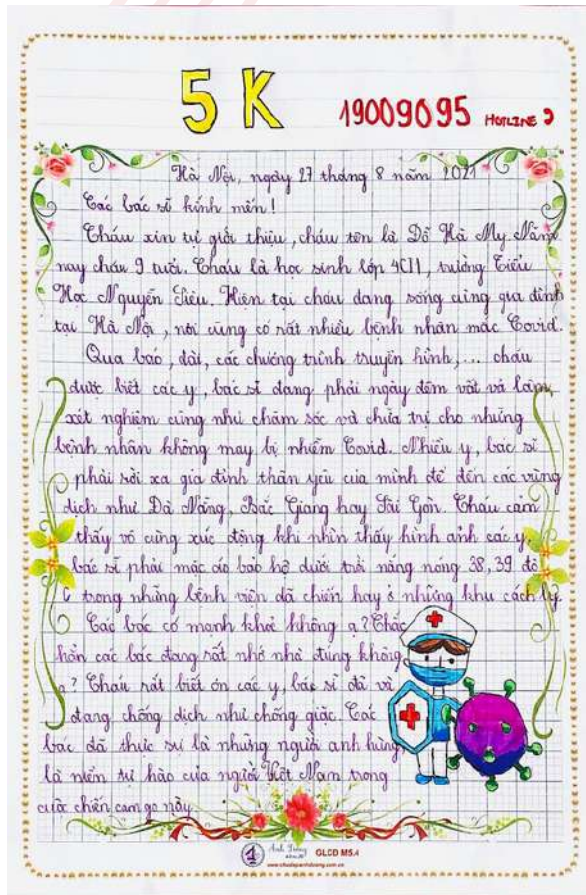 5 K
19009095 HOTLINE
Hà Nội, ngày 27 tháng 8 năm 2021
Các bác sĩ kính mến!
Cháu xin tự giới thiệu, cháu tên là Đỗ Hà My. Năm
nay cháu 9 tuổi. Cháu là học sinh lớp 4CI1, trường Tiểu
Học Nguyễn Siêu. Hiện tại cháu đang sống cùng gia đình
tại Hà Nội, nơi cũng có rất nhiều bệnh nhân mắc Covid.
Qua báo, đài, các chương trình truyền hình,... cháu
được biết các y, bác sĩ đang phải ngày đêm vất vả làm
xét nghiệm cũng như chăm sóc và chữa trị cho những
bệnh nhân không may bị nhiễm Covid. Nhiều y, bác sĩ
phải rời xa gia đình thân yêu của mình để đến các vùng
dịch như Đà Nẵng, Bắc Giang hay Sài Gòn. Cháu cảm
thấy vô cùng xúc động khi nhìn thấy hình ảnh các y,
bác sĩ phải mặc áo bảo hộ dưới trời nắng nóng 38, 39 độ
trong những bệnh viện dã chiến hay ở những khu cách ly.
Các bác có mạnh khoẻ không ạ? Chắc
hẳn các bác đang rất nhớ nhà đúng không
ạ? Cháu rất biết ơn các y, bác sĩ đã và
đang chống dịch như chống giặc. Các
bác đã thực sự là những người anh hùng,
là niềm tự hào của người Việt Nam trong
cuộc chiến cam go này.
Anh Dương
GLCD M5.4